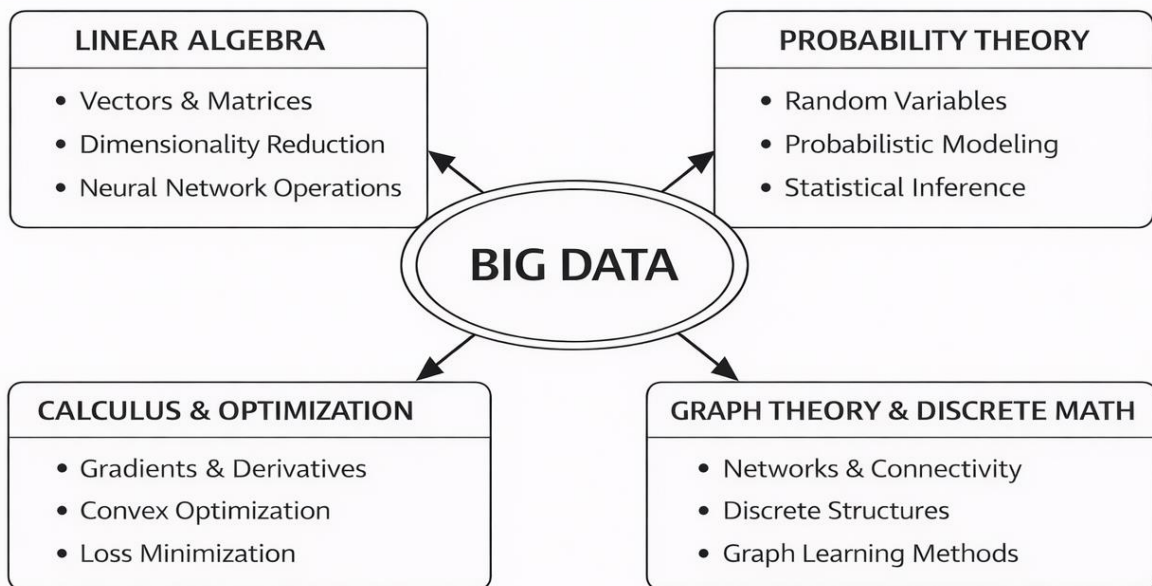 LINEAR ALGEBRA
• Vectors & Matrices
• Dimensionality Reduction
• Neural Network Operations
PROBABILITY THEORY
• Random Variables
• Probabilistic Modeling
• Statistical Inference
BIG DATA
CALCULUS & OPTIMIZATION
• Gradients & Derivatives
• Convex Optimization
• Loss Minimization
GRAPH THEORY & DISCRETE MATH
• Networks & Connectivity
• Discrete Structures
• Graph Learning Methods